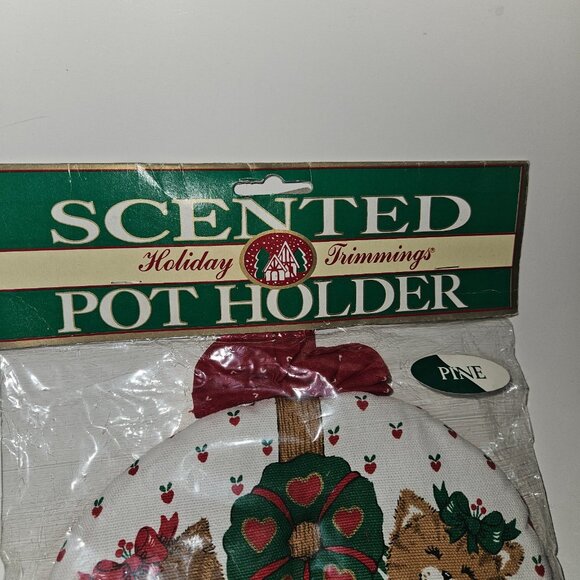 SCENTED
Holiday Trimmings®
POT HOLDER
PINE